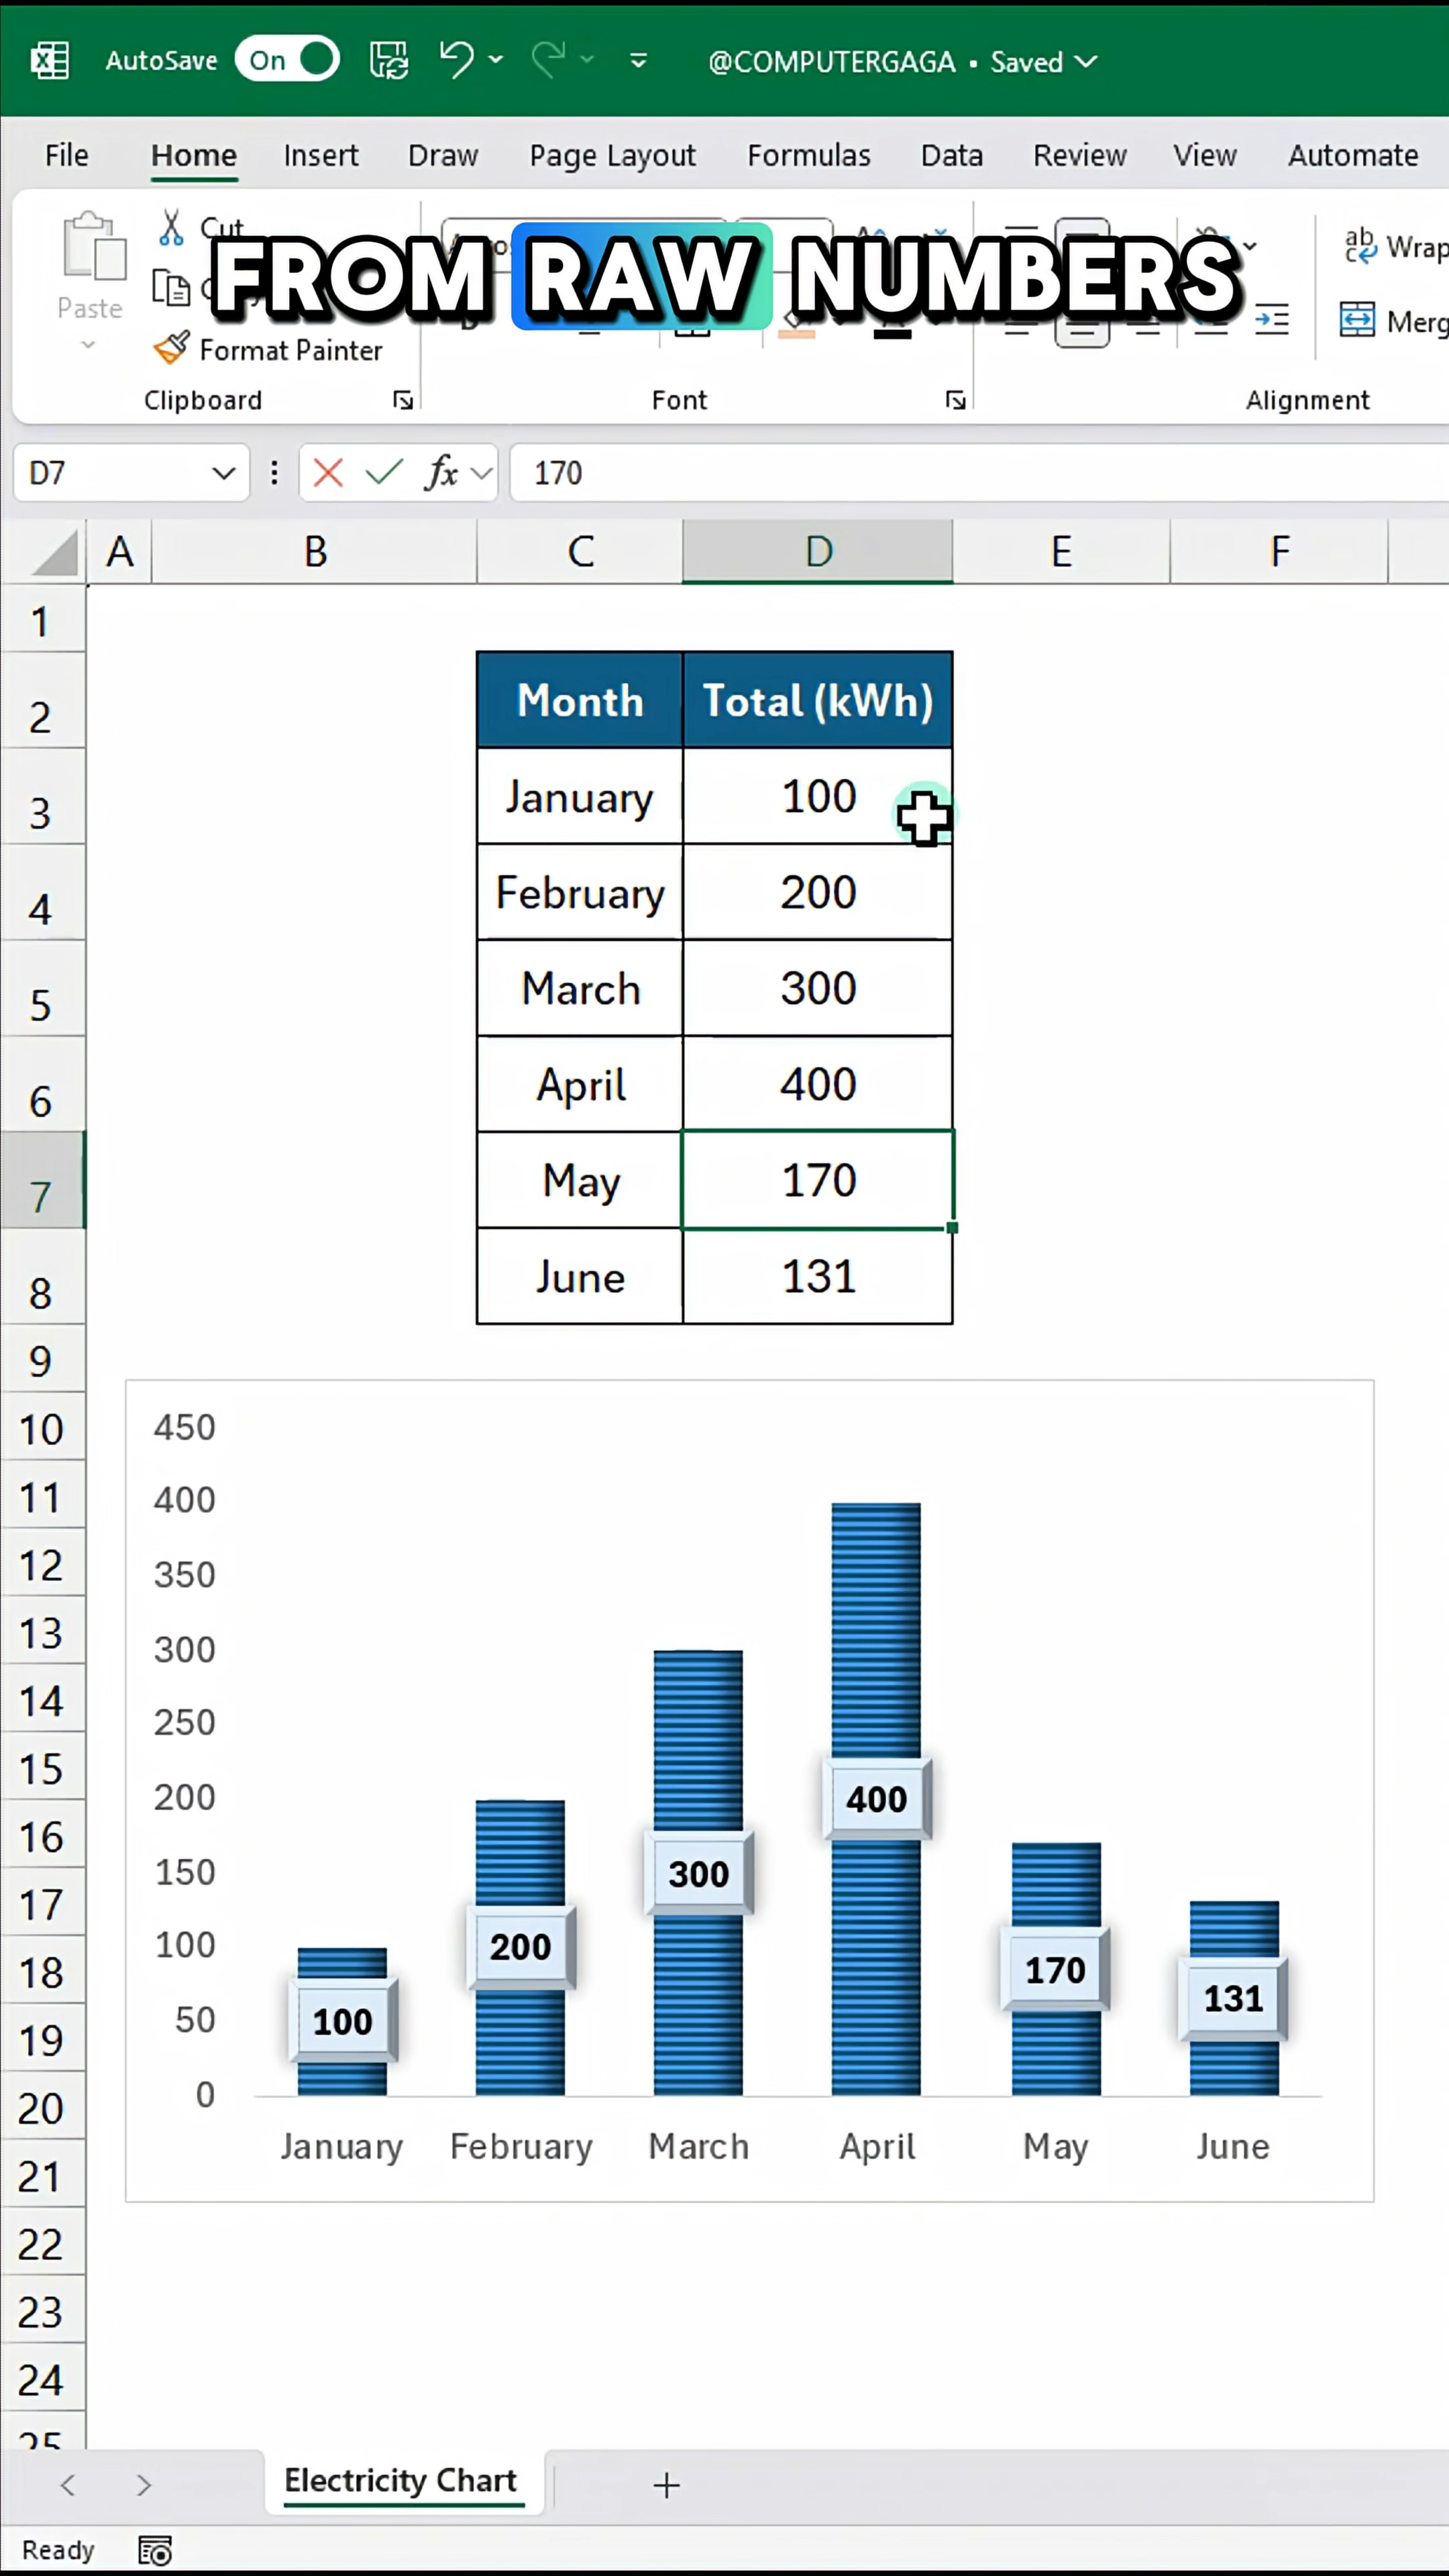 AutoSave On @COMPUTERGAGA • Saved
File Home Insert Draw Page Layout Formulas Data Review View Automate
Cut
FROM RAW NUMBERS
Paste
Format Painter
Clipboard Font Alignment
D7 fx 170
A B C D E F
1
2 Month Total (kWh)
3 January 100
4 February 200
5 March 300
6 April 400
7 May 170
8 June 131
9
10
11
12
13
14
15
16
17
18
19
20
21
22
23
24
25
450
400
350
300
250
200
150
100
50
0
100 200 300 400 170 131
January February March April May June
Electricity Chart
Ready